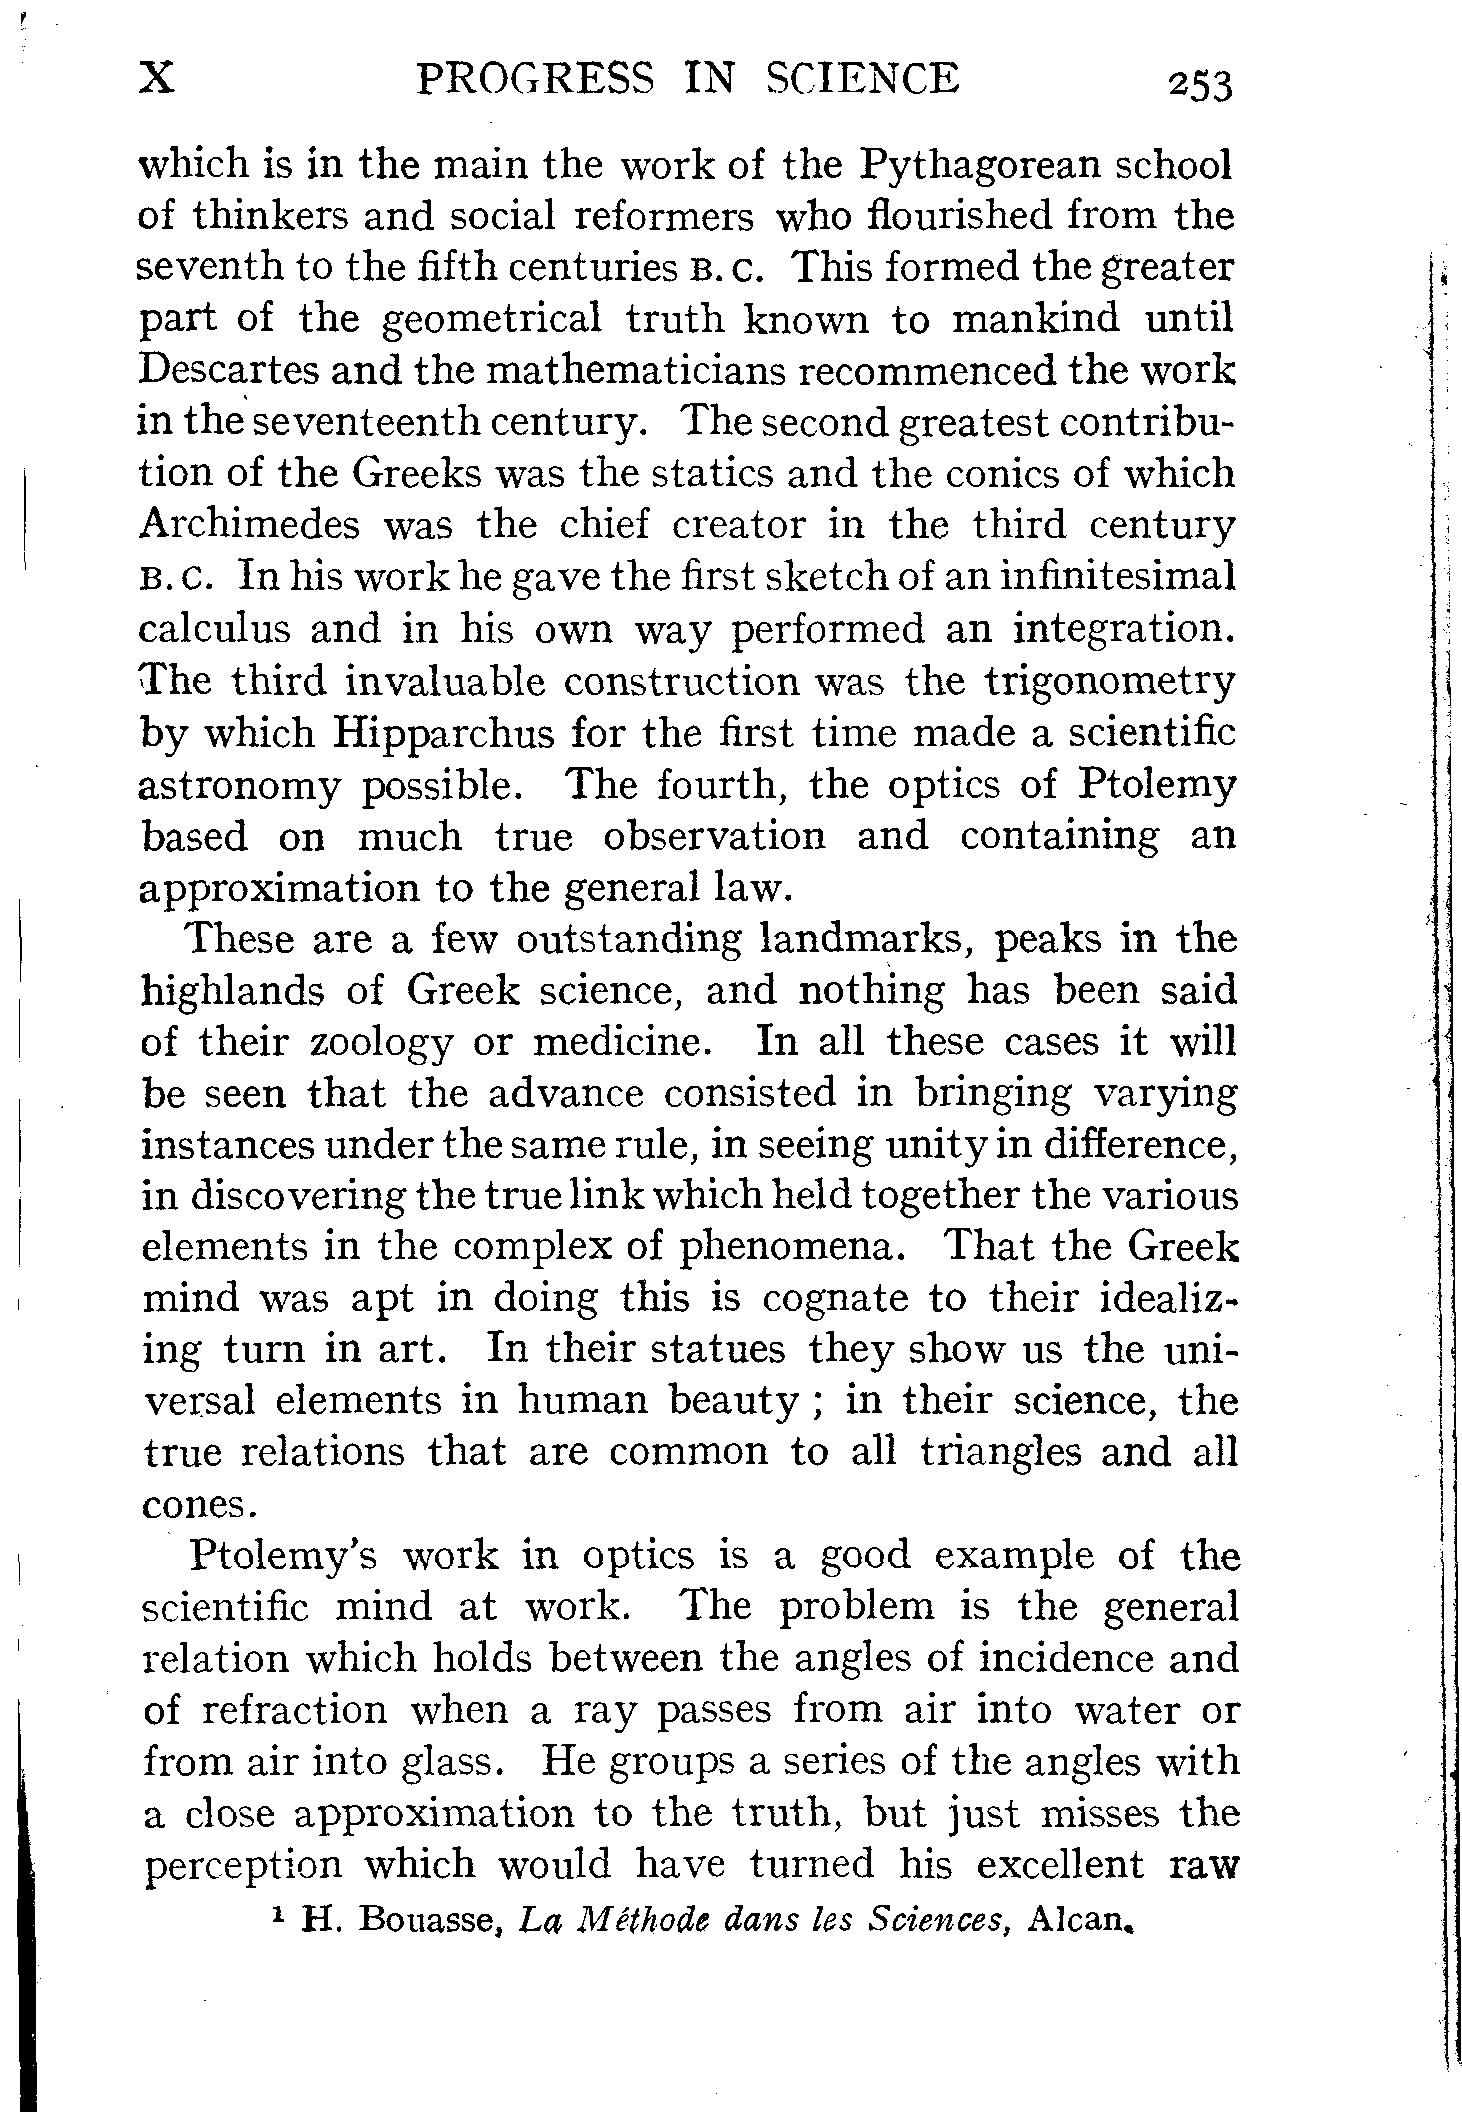 X PROGRESS IN SCIENCE 253
which is in the main the work of the Pythagorean school
of thinkers and social reformers who flourished from the
seventh to the fifth centuries B.C. This formed the greater
part of the geometrical truth known to mankind until
Descartes and the mathematicians recommenced the work
in the seventeenth century. The second greatest contribu-
tion of the Greeks was the statics and the conics of which
Archimedes was the chief creator in the third century
B.C. In his work he gave the first sketch of an infinitesimal
calculus and in his own way performed an integration.
The third invaluable construction was the trigonometry
by which Hipparchus for the first time made a scientific
astronomy possible. The fourth, the optics of Ptolemy
based on much true observation and containing an
approximation to the general law.
These are a few outstanding landmarks, peaks in the
highlands of Greek science, and nothing has been said
of their zoology or medicine. In all these cases it will
be seen that the advance consisted in bringing varying
instances under the same rule, in seeing unity in difference,
in discovering the true link which held together the various
elements in the complex of phenomena. That the Greek
mind was apt in doing this is cognate to their idealiz-
ing turn in art. In their statues they show us the uni-
versal elements in human beauty ; in their science, the
true relations that are common to all triangles and all
cones.
Ptolemy's work in optics is a good example of the
scientific mind at work. The problem is the general
relation which holds between the angles of incidence and
of refraction when a ray passes from air into water or
from air into glass. He groups a series of the angles with
a close approximation to the truth, but just misses the
perception which would have turned his excellent raw
¹ H. Bouasse, La Méthode dans les Sciences, Alcan.